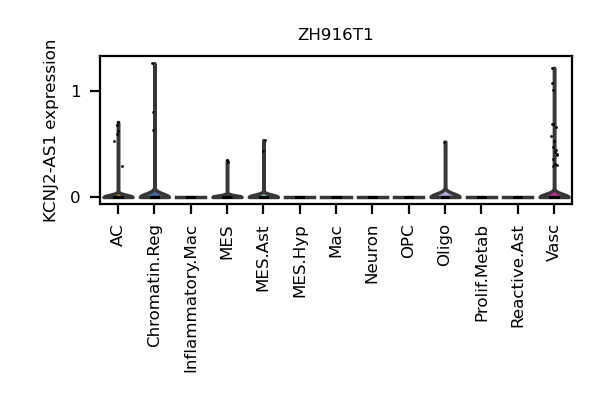 ZH916T1
KCNJ2-AS1 expression
1
0
AC
Chromatin.Reg
Inflammatory.Mac
MES
MES.Ast
MES.Hyp
Mac
Neuron
OPC
Oligo
Prolif.Metab
Reactive.Ast
Vasc